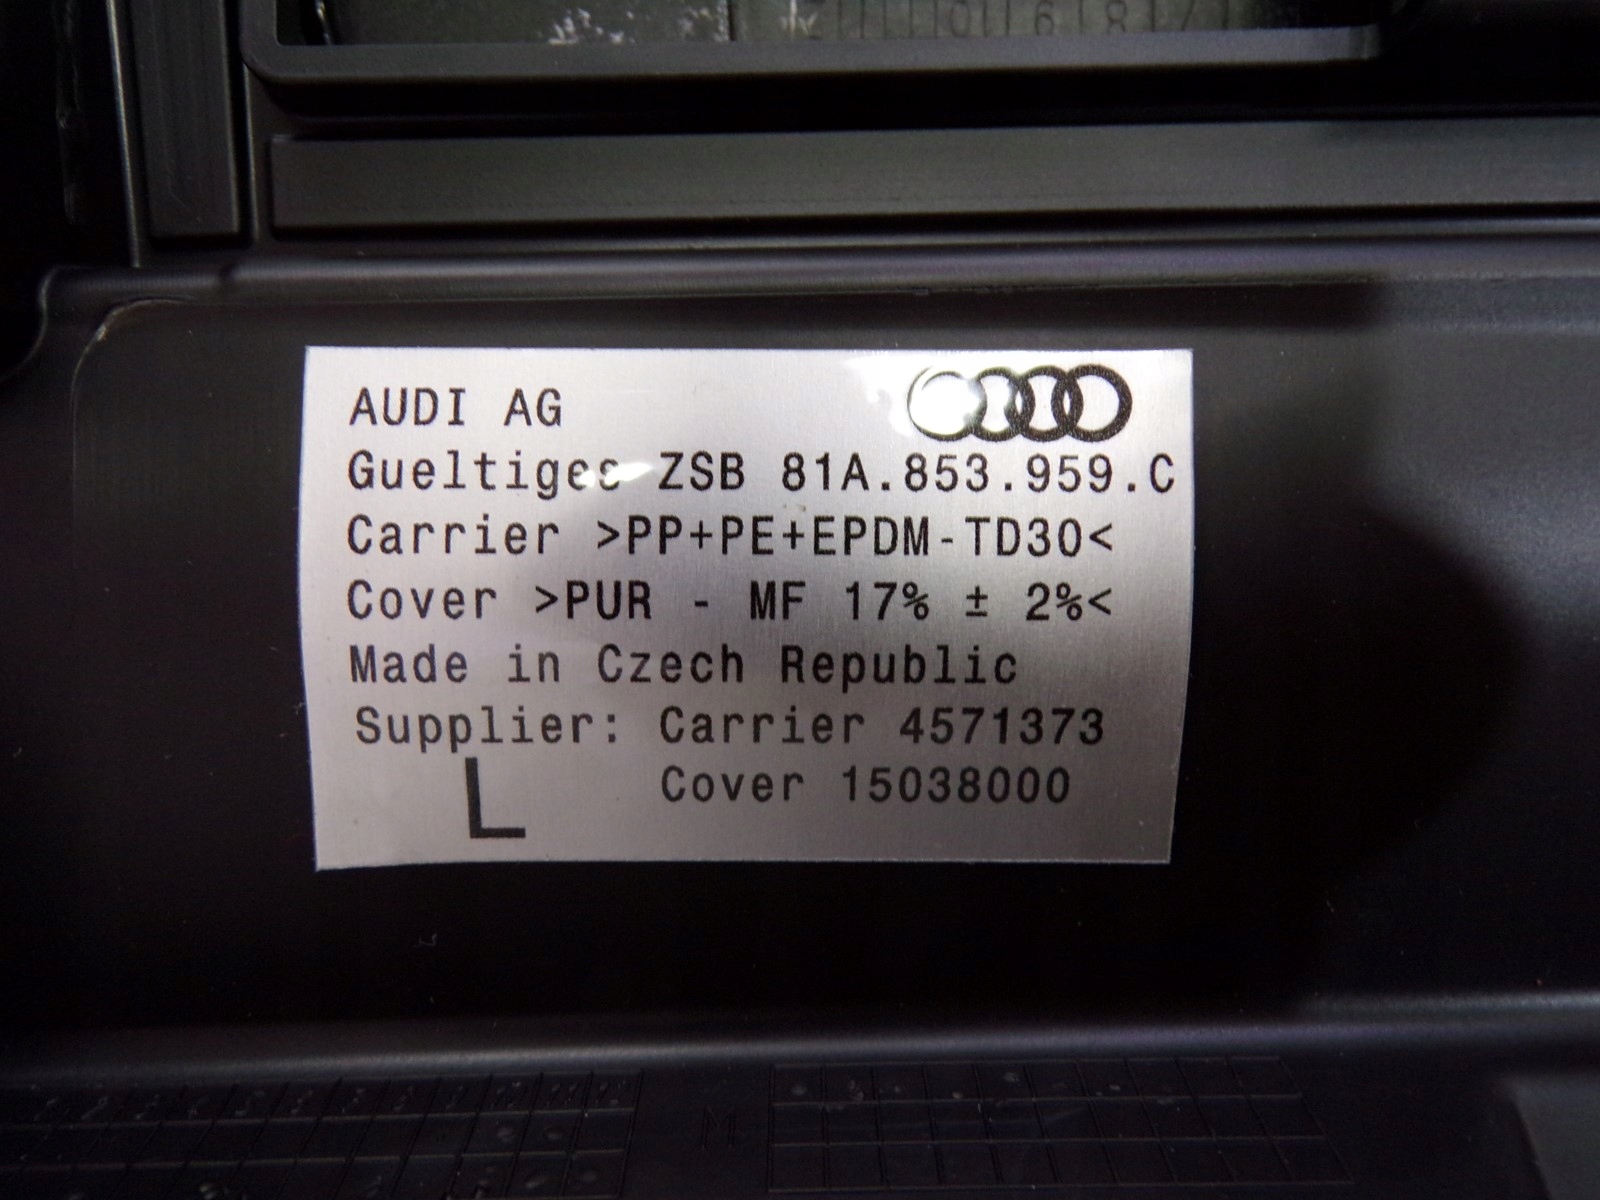 AUDI AG
Gueltiges ZSB 81A.853.959.C
Carrier >PP+PE+EPDM-TD30<
Cover >PUR - MF 17% ± 2%<
Made in Czech Republic
Supplier: Carrier 4571373
L Cover 15038000
M